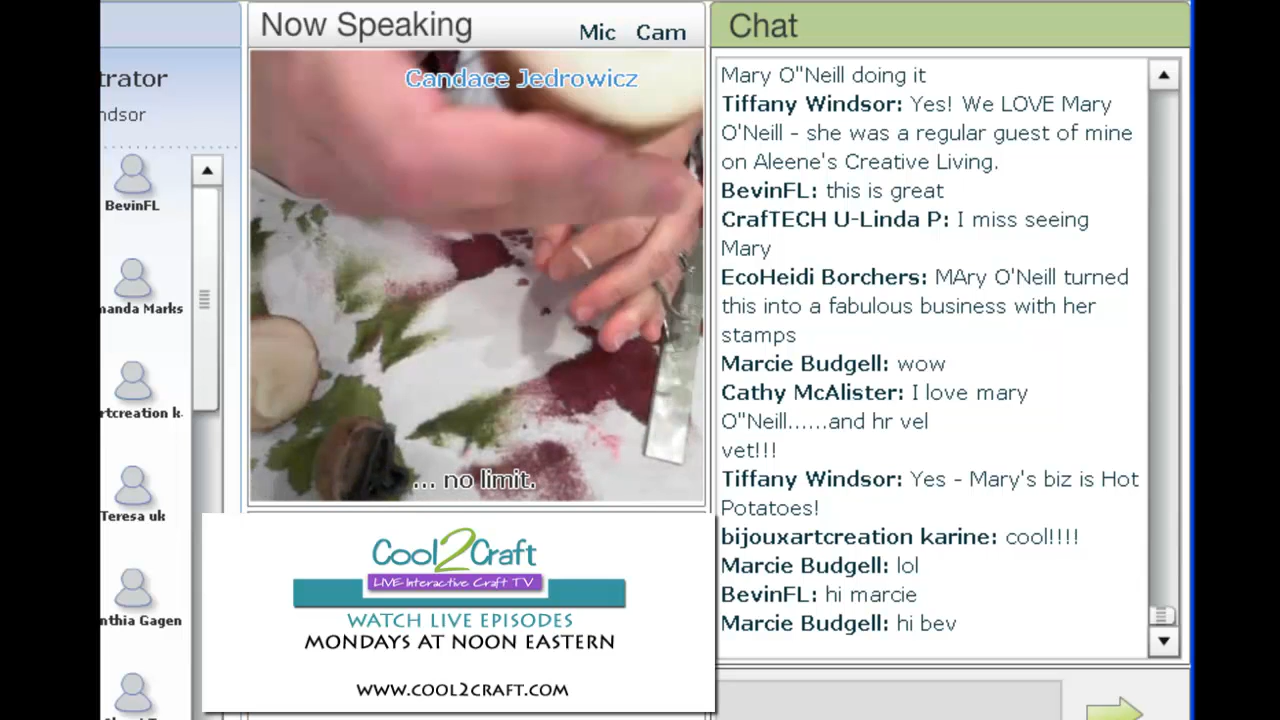 trator
ndsor
BevinFL
manda Marks
rtcreation k.
Teresa uk
nthia Gagen
Now Speaking
Mic Cam
Candace Jedrowicz
... no limit.
Cool2Craft
LIVE Interactive Craft TV
WATCH LIVE EPISODES
MONDAYS AT NOON EASTERN
WWW.COOL2CRAFT.COM
Chat
Mary O"Neill doing it
Tiffany Windsor: Yes! We LOVE Mary
O'Neill - she was a regular guest of mine
on Aleene's Creative Living.
BevinFL: this is great
CrafTECH U-Linda P: I miss seeing
Mary
EcoHeidi Borchers: MAry O'Neill turned
this into a fabulous business with her
stamps
Marcie Budgell: wow
Cathy McAlister: I love mary
O"Neill......and hr vel
vet!!!
Tiffany Windsor: Yes - Mary's biz is Hot
Potatoes!
bijouxartcreation karine: cool!!!!
Marcie Budgell: lol
BevinFL: hi marcie
Marcie Budgell: hi bev